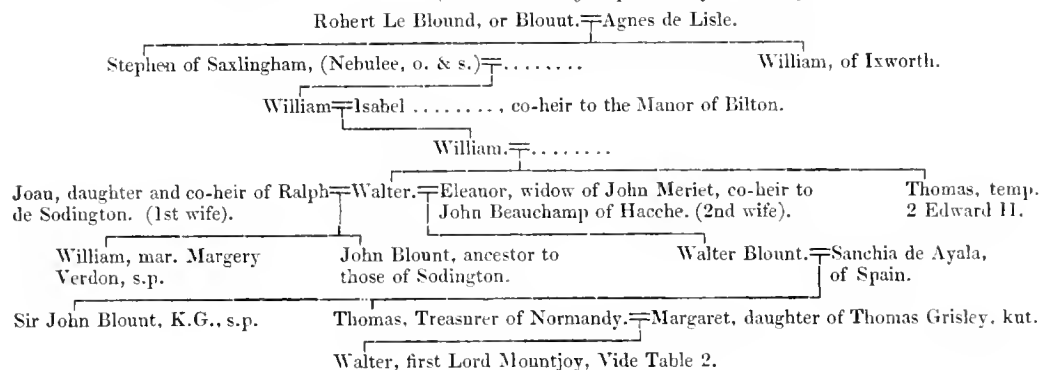 Robert Le Blound, or Blount.=Agnes de Lisle.
Stephen of Saxlingham, (Nebulee, o. & s.)=........ William, of Ixworth.
William=Isabel ........, co-heir to the Manor of Bilton.
William.=........
Joan, daughter and co-heir of Ralph=Walter.=Eleanor, widow of John Meriet, co-heir to Thomas, temp.
de Sodington. (1st wife). John Beauchamp of Hacche. (2nd wife). 2 Edward II.
William, mar. Margery John Blount, ancestor to Walter Blount.=Sanchia de Ayala,
Verdon, s.p. those of Sodington. of Spain.
Sir John Blount, K.G., s.p. Thomas, Treasurer of Normandy.=Margaret, daughter of Thomas Grisley, knt.
Walter, first Lord Mountjoy, Vide Table 2.